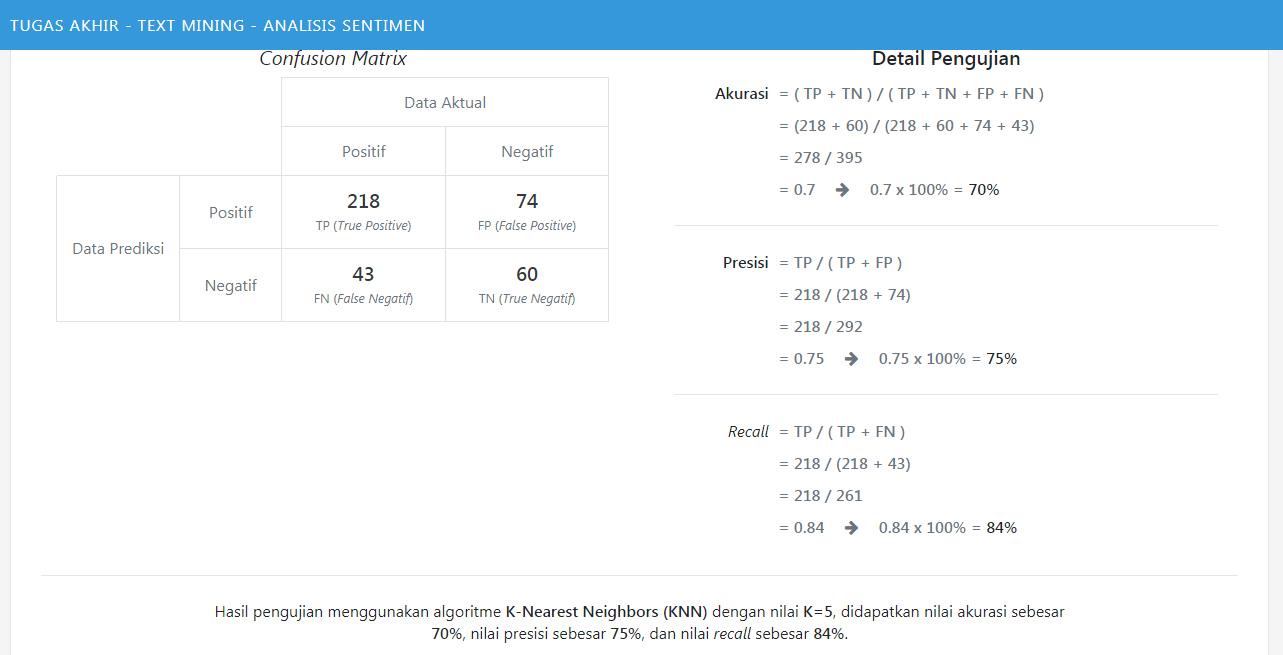 TUGAS AKHIR - TEXT MINING - ANALISIS SENTIMEN
Confusion Matrix
Data Aktual
Positif Negatif
Data Prediksi
Positif
218
TP (True Positive)
74
FP (False Positive)
Negatif
43
FN (False Negatif)
60
TN (True Negatif)
Detail Pengujian
Akurasi = ( TP + TN ) / ( TP + TN + FP + FN )
= (218 + 60) / (218 + 60 + 74 + 43)
= 278 / 395
= 0.7 → 0.7 x 100% = 70%
Presisi = TP / ( TP + FP )
= 218 / (218 + 74)
= 218 / 292
= 0.75 → 0.75 x 100% = 75%
Recall = TP / ( TP + FN )
= 218 / (218 + 43)
= 218 / 261
= 0.84 → 0.84 x 100% = 84%
Hasil pengujian menggunakan algoritme K-Nearest Neighbors (KNN) dengan nilai K=5, didapatkan nilai akurasi sebesar
70%, nilai presisi sebesar 75%, dan nilai recall sebesar 84%.